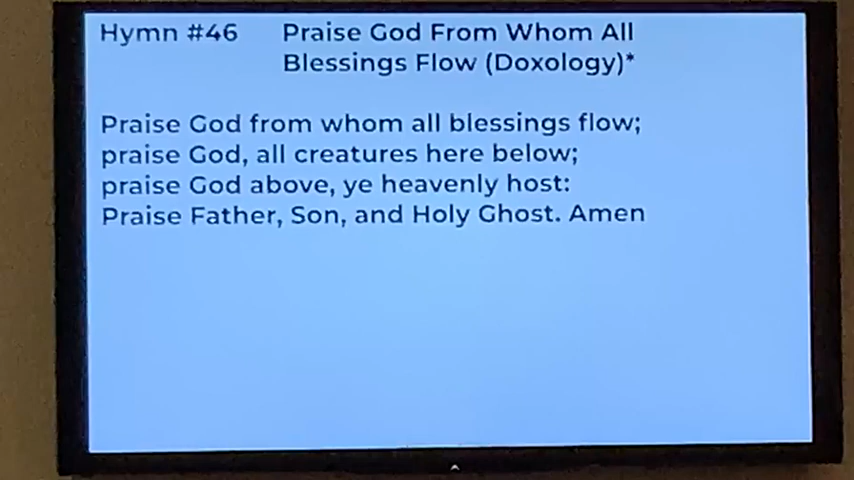 Hymn #46 Praise God From Whom All
Blessings Flow (Doxology)*
Praise God from whom all blessings flow;
praise God, all creatures here below;
praise God above, ye heavenly host:
Praise Father, Son, and Holy Ghost. Amen